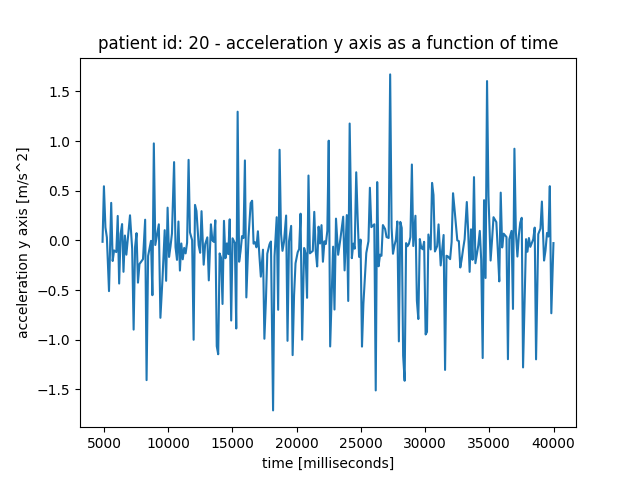 patient id: 20 - acceleration y axis as a function of time
acceleration y axis [m/s^2]
1.5
1.0
0.5
0.0
−0.5
−1.0
−1.5
5000 10000 15000 20000 25000 30000 35000 40000
time [milliseconds]